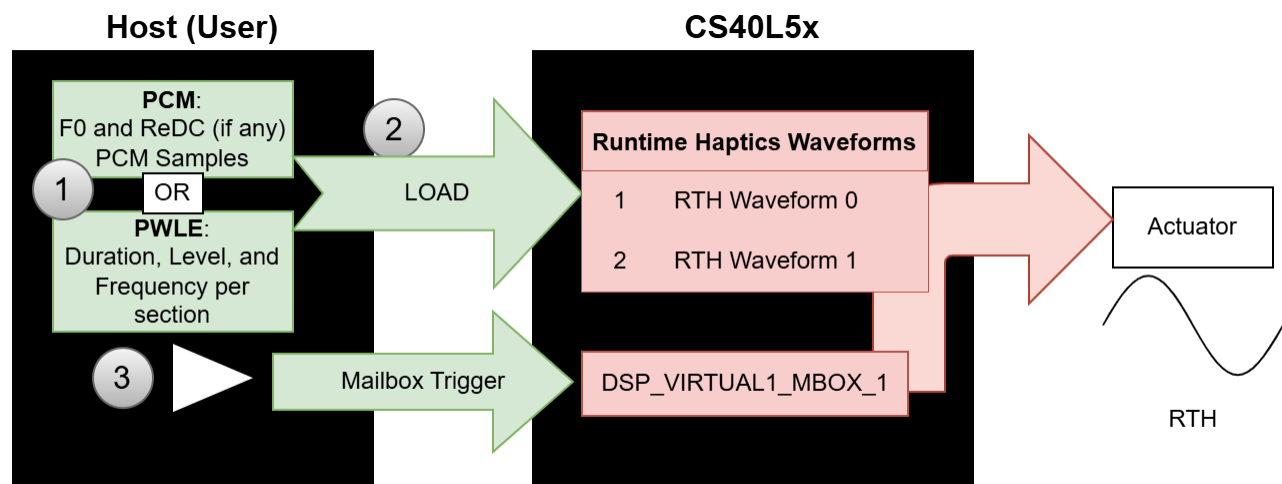 Host (User)
CS40L5x
PCM:
F0 and ReDC (if any)
PCM Samples
1
OR
PWLE:
Duration, Level, and
Frequency per
section
2
LOAD
Runtime Haptics Waveforms
1 RTH Waveform 0
2 RTH Waveform 1
Actuator
3
Mailbox Trigger
DSP_VIRTUAL1_MBOX_1
RTH